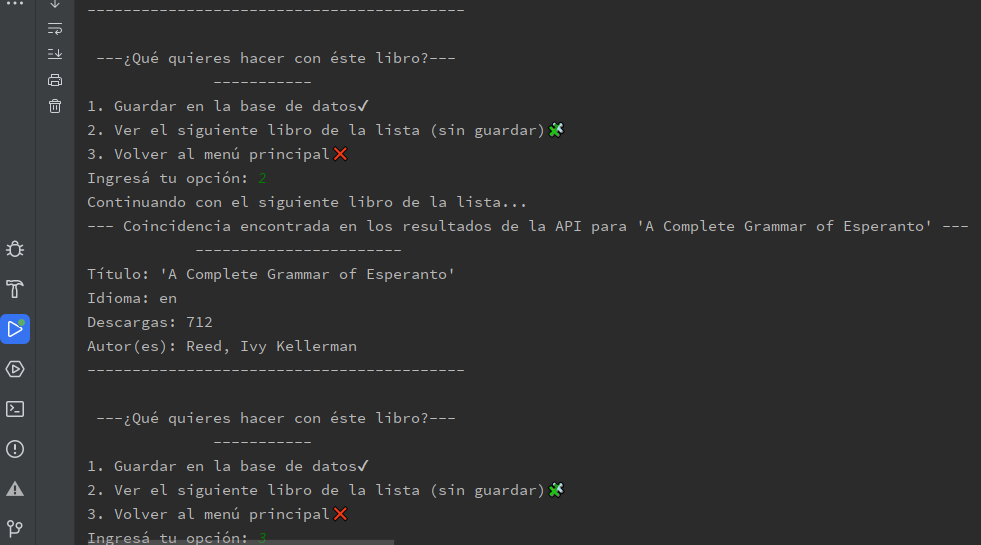 -----------------------------------------
---¿Qué quieres hacer con éste libro?---
-----------
1. Guardar en la base de datos✓
2. Ver el siguiente libro de la lista (sin guardar)
3. Volver al menú principal❌
Ingresá tu opción: 2
Continuando con el siguiente libro de la lista...
--- Coincidencia encontrada en los resultados de la API para 'A Complete Grammar of Esperanto' ---
-----------------------
Título: 'A Complete Grammar of Esperanto'
Idioma: en
Descargas: 712
Autor(es): Reed, Ivy Kellerman
------------------------------------------
---¿Qué quieres hacer con éste libro?---
-----------
1. Guardar en la base de datos✓
2. Ver el siguiente libro de la lista (sin guardar)
3. Volver al menú principal❌
Ingresá tu opción: 3